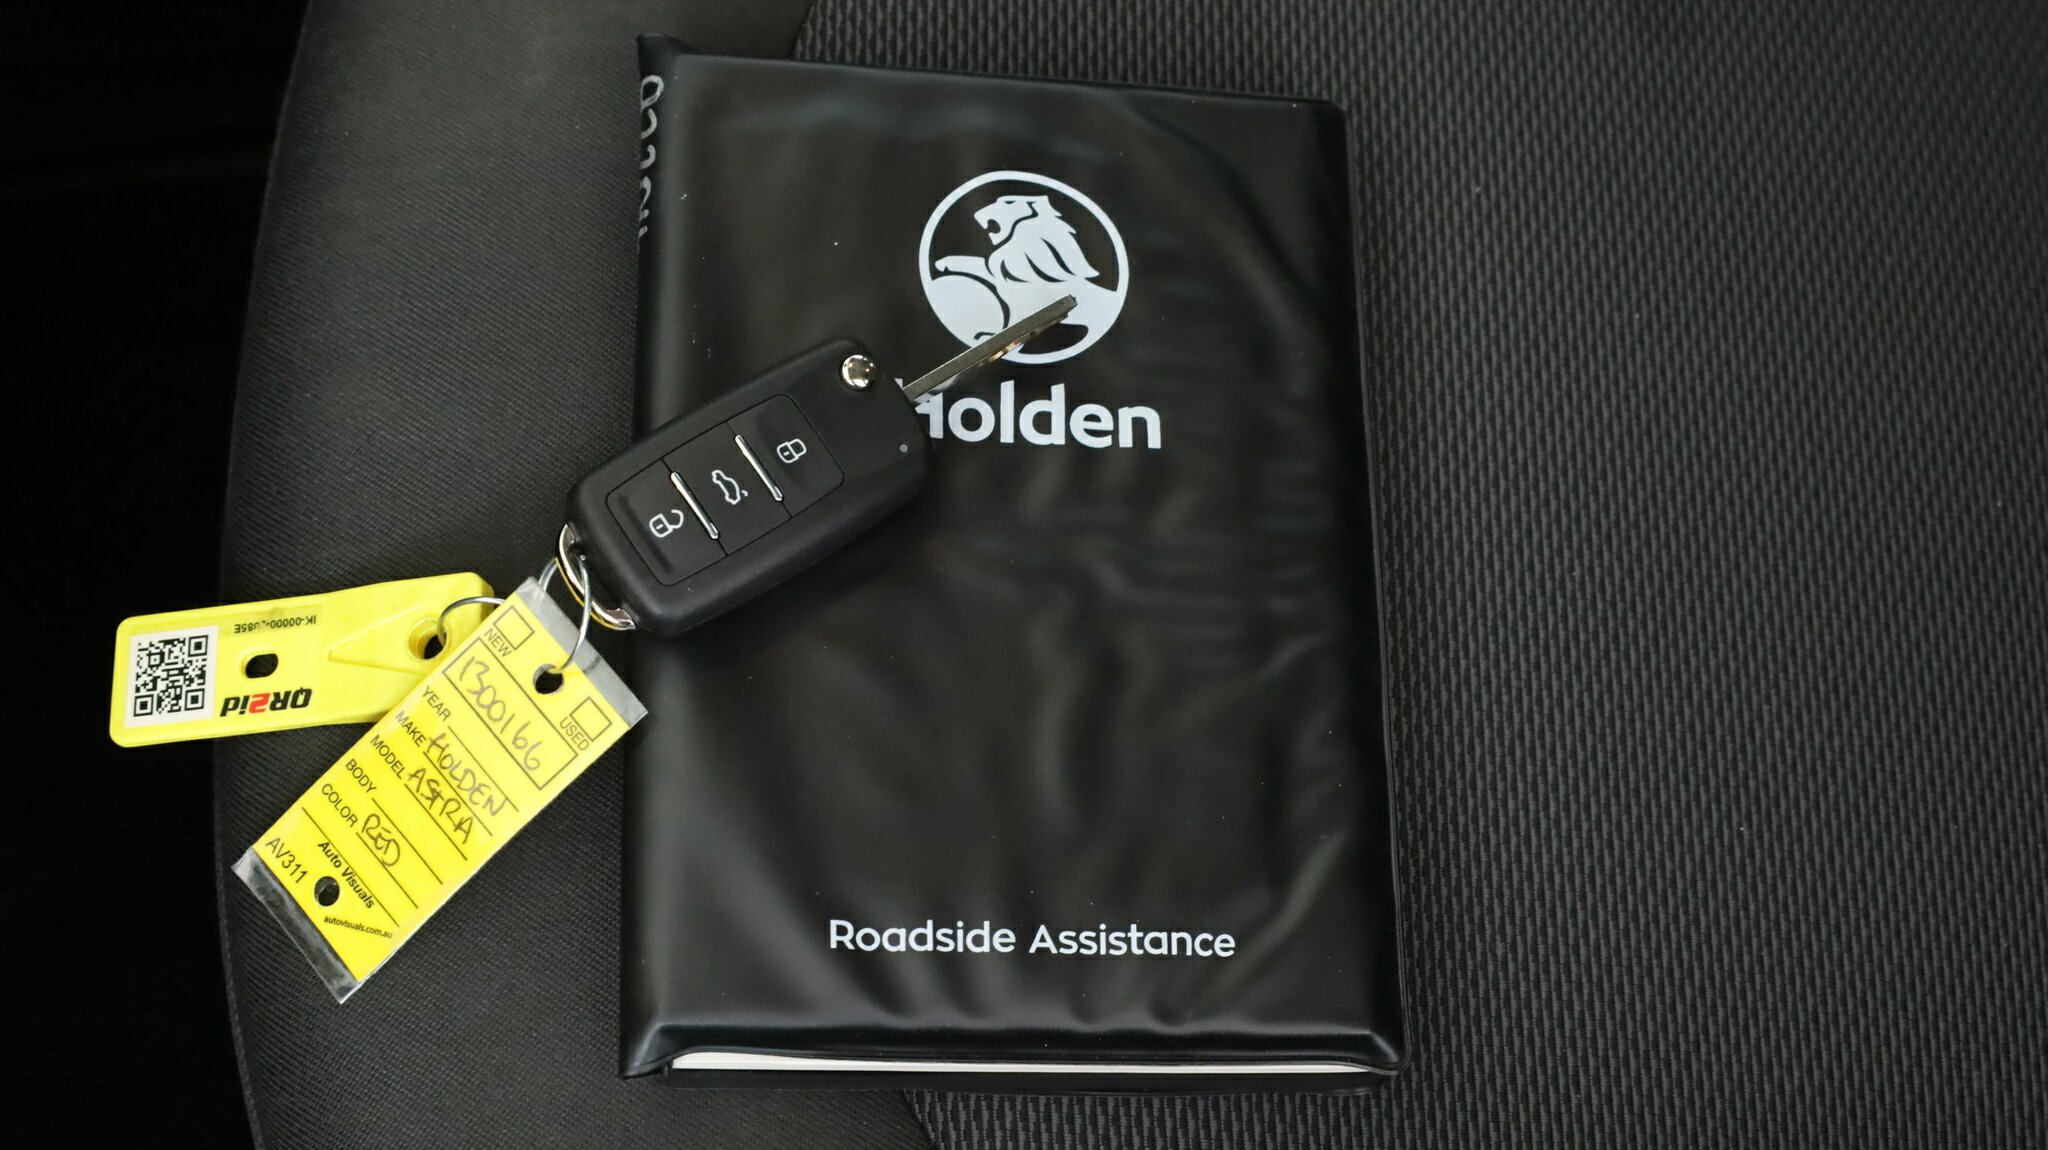 Holden
Roadside Assistance
QR2id
NEW
USED
1300166
YEAR
MAKE HOLDEN
MODEL ASTRA
BODY
COLOR RED
Auto Visuals
AV311
autovisuals.com.au